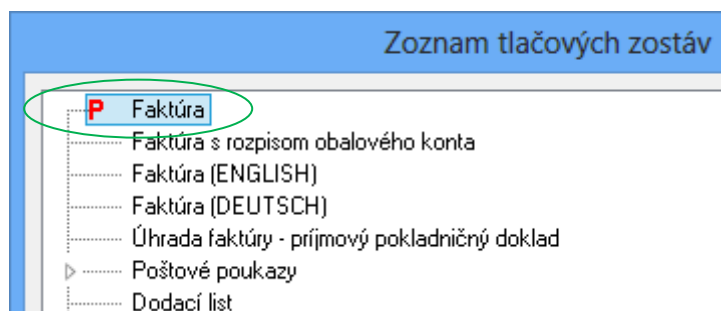 Zoznam tlačových zostáv
P Faktúra
Faktúra s rozpisom obalového konta
Faktúra (ENGLISH)
Faktúra (DEUTSCH)
Úhrada faktúry - príjmový pokladničný doklad
Poštové poukazy
Dodací list